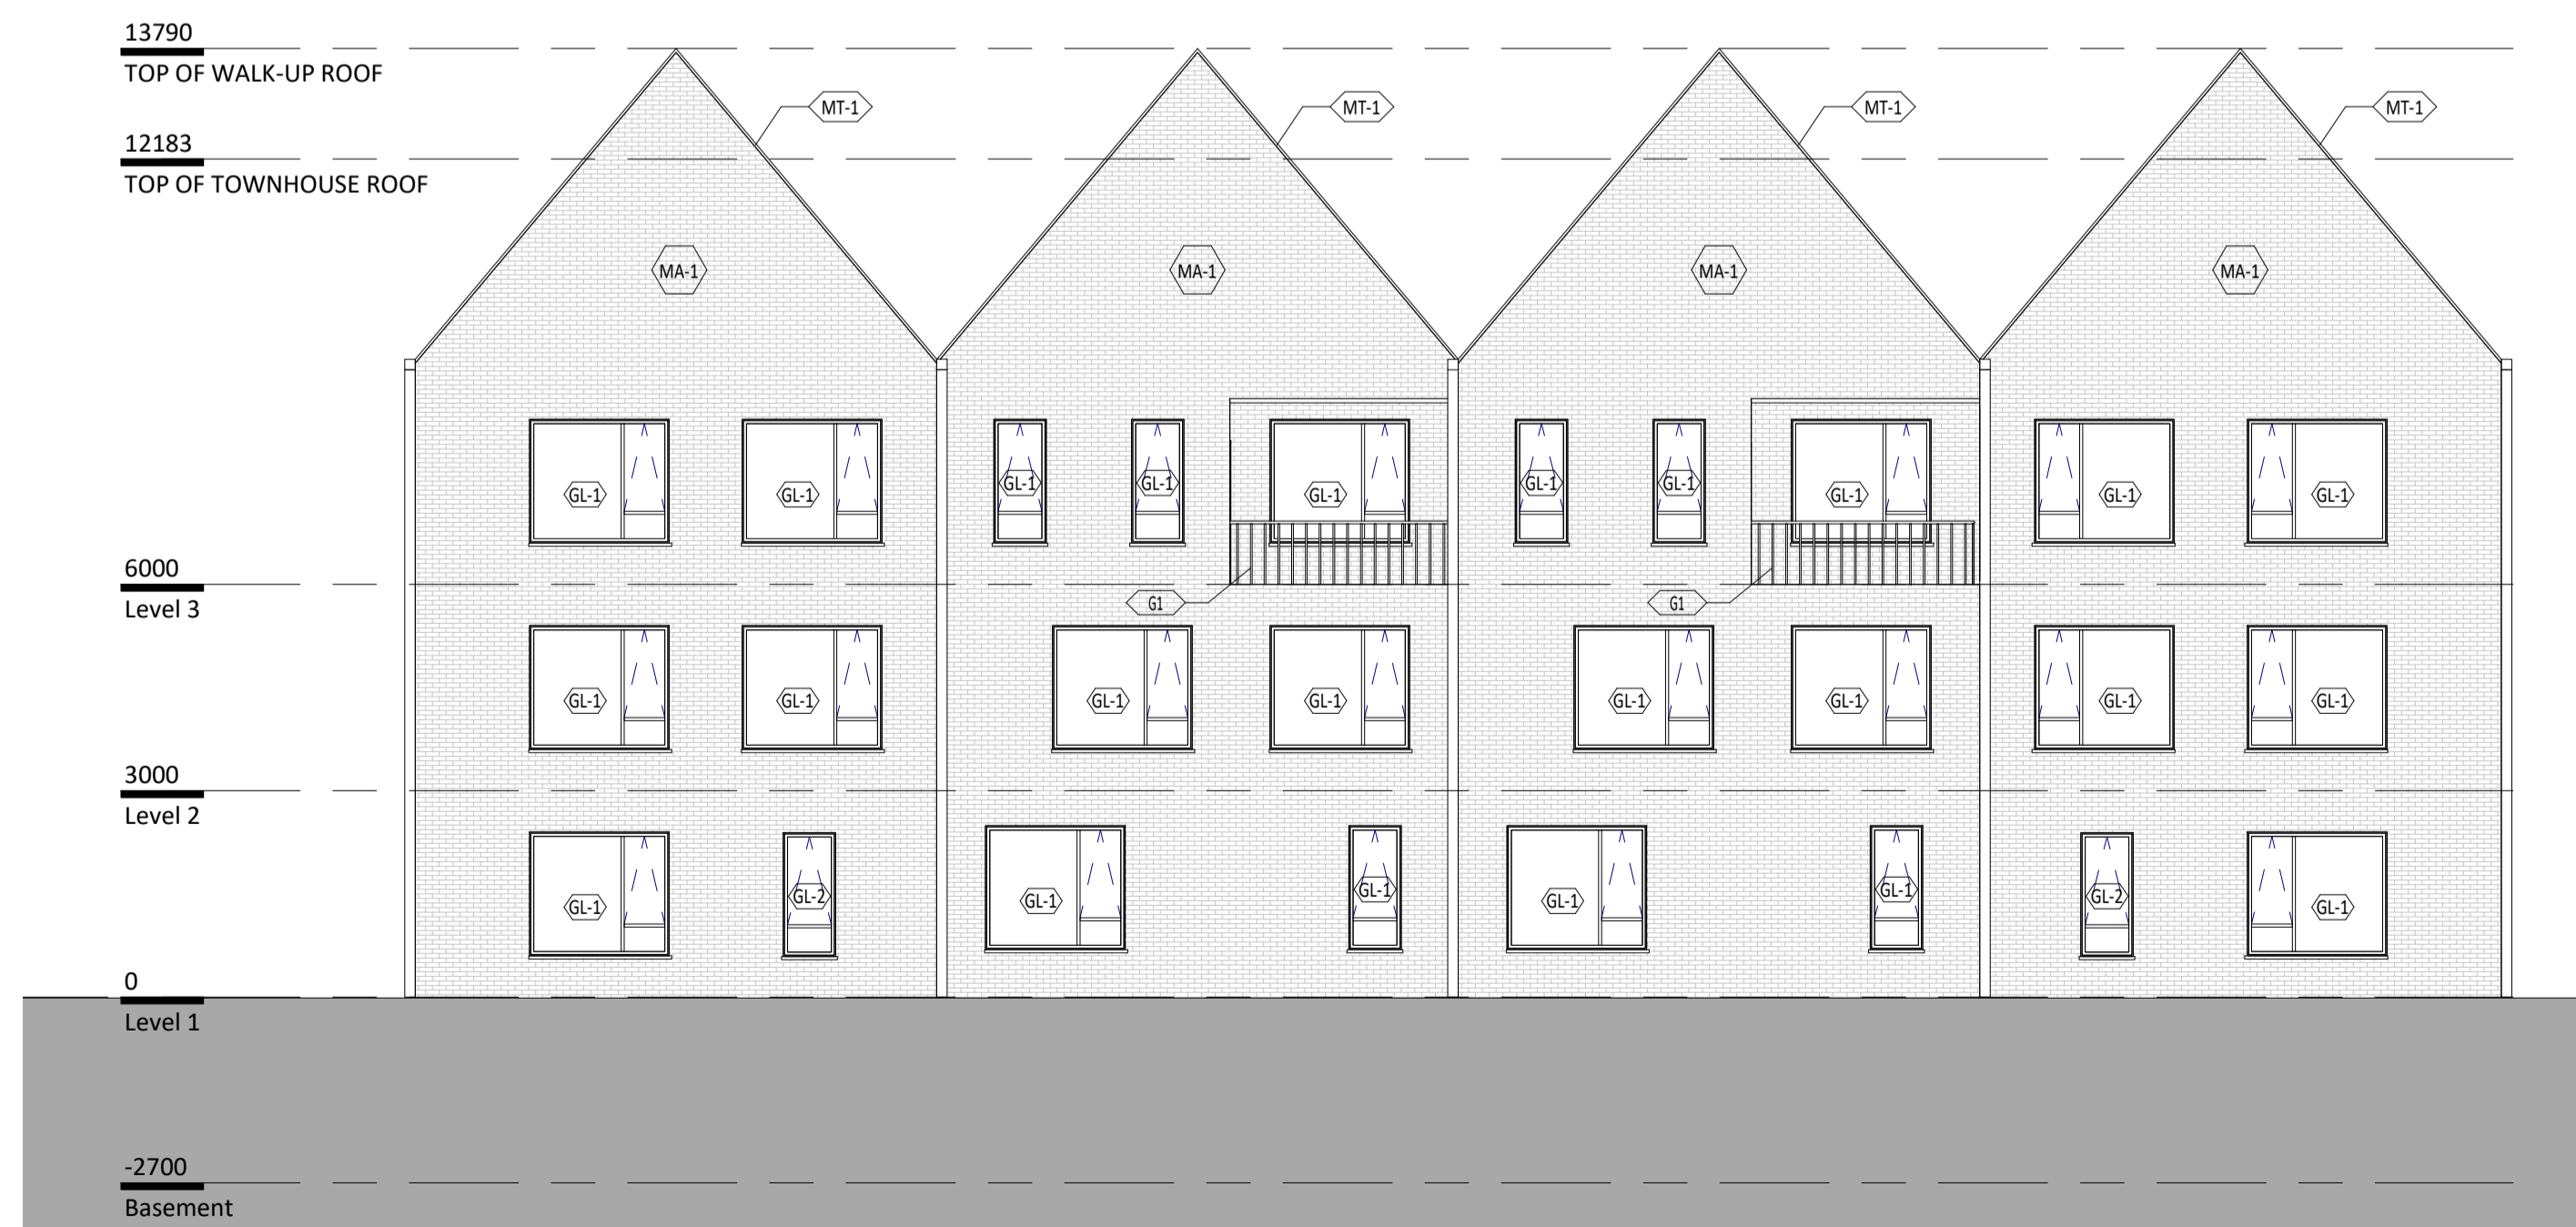 13790
TOP OF WALK-UP ROOF
MT-1 MT-1 MT-1 MT-1
12183
TOP OF TOWNHOUSE ROOF
MA-1 MA-1 MA-1 MA-1
GL-1 GL-1 GL-1 GL-1 GL-1 GL-1 GL-1 GL-1 GL-1 GL-1
6000
Level 3
G1 G1
GL-1 GL-1 GL-1 GL-1 GL-1 GL-1 GL-1 GL-1
3000
Level 2
GL-1 GL-2 GL-1 GL-1 GL-1 GL-1 GL-2 GL-1
0
Level 1
-2700
Basement